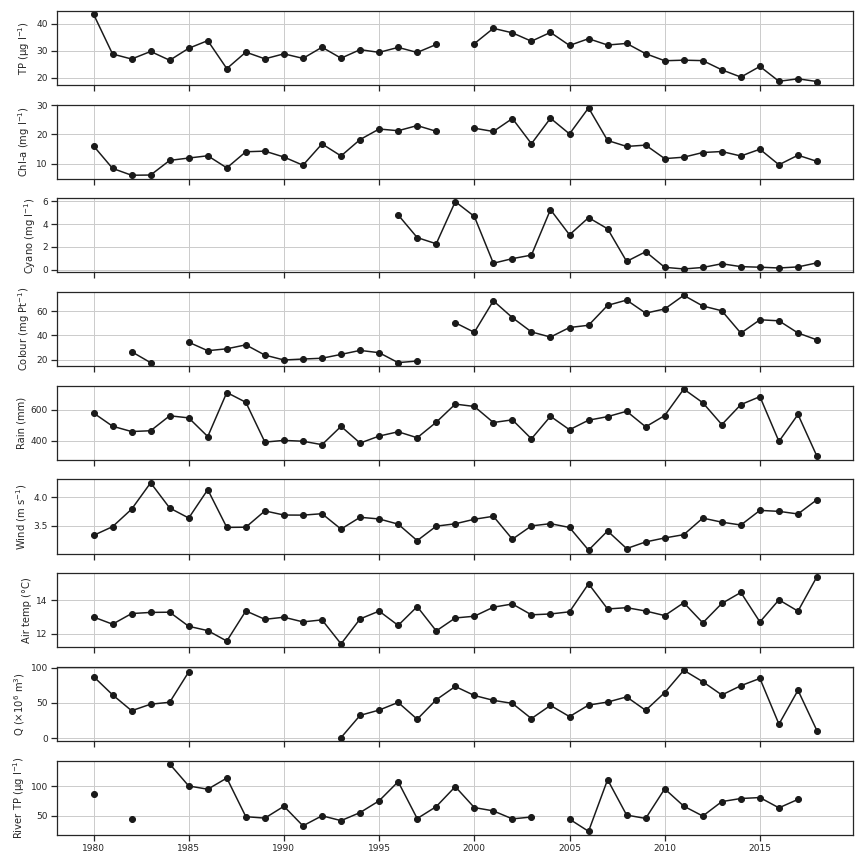 TP (µg l⁻¹)
40
30
20
Chl-a (mg l⁻¹)
30
20
10
Cyano (mg l⁻¹)
6
4
2
0
Colour (mg Pt⁻¹)
60
40
20
Rain (mm)
600
400
Wind (m s⁻¹)
4.0
3.5
Air temp (°C)
14
12
Q (×10⁶ m³)
100
50
0
River TP (µg l⁻¹)
100
50
1980 1985 1990 1995 2000 2005 2010 2015